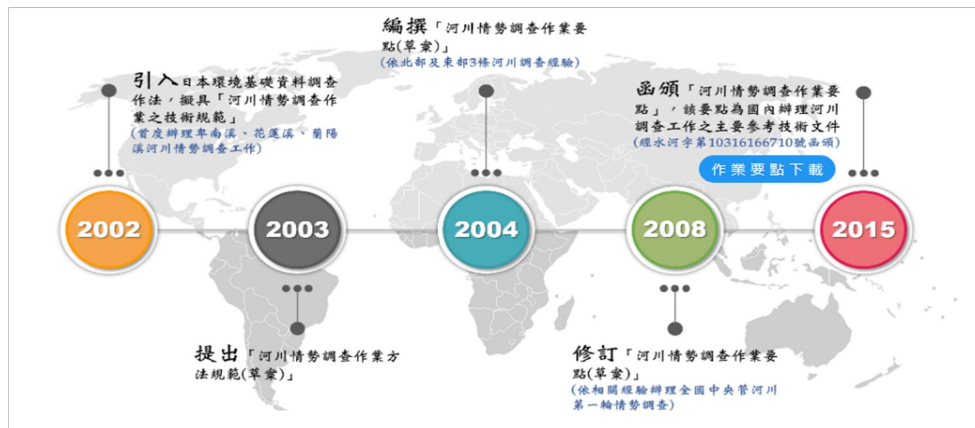 引入日本環境基礎資料調查
作法，擬具「河川情勢調查作
業之技術規範」
(首度辦理卑南溪、花蓮溪、蘭陽
溪河川情勢調查工作)
2002
2003
提出「河川情勢調查作業方
法規範(草案)」
編撰「河川情勢調查作業要
點(草案)」
(依北部及東部3條河川調查經驗)
2004
2008
修訂「河川情勢調查作業要
點(草案)」
(依相關經驗辦理全國中央管河川
第一輪情勢調查)
函頒「河川情勢調查作業要
點」，該要點為國內辦理河川
調查工作之主要參考技術文件
(經水河字第10316166710號函頒)
作業要點下載
2015